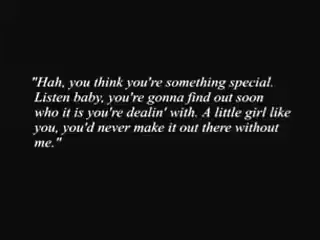 "Hah, you think you're something special.
Listen baby, you're gonna find out soon
who it is you're dealin' with. A little girl like
you, you'd never make it out there without
me."